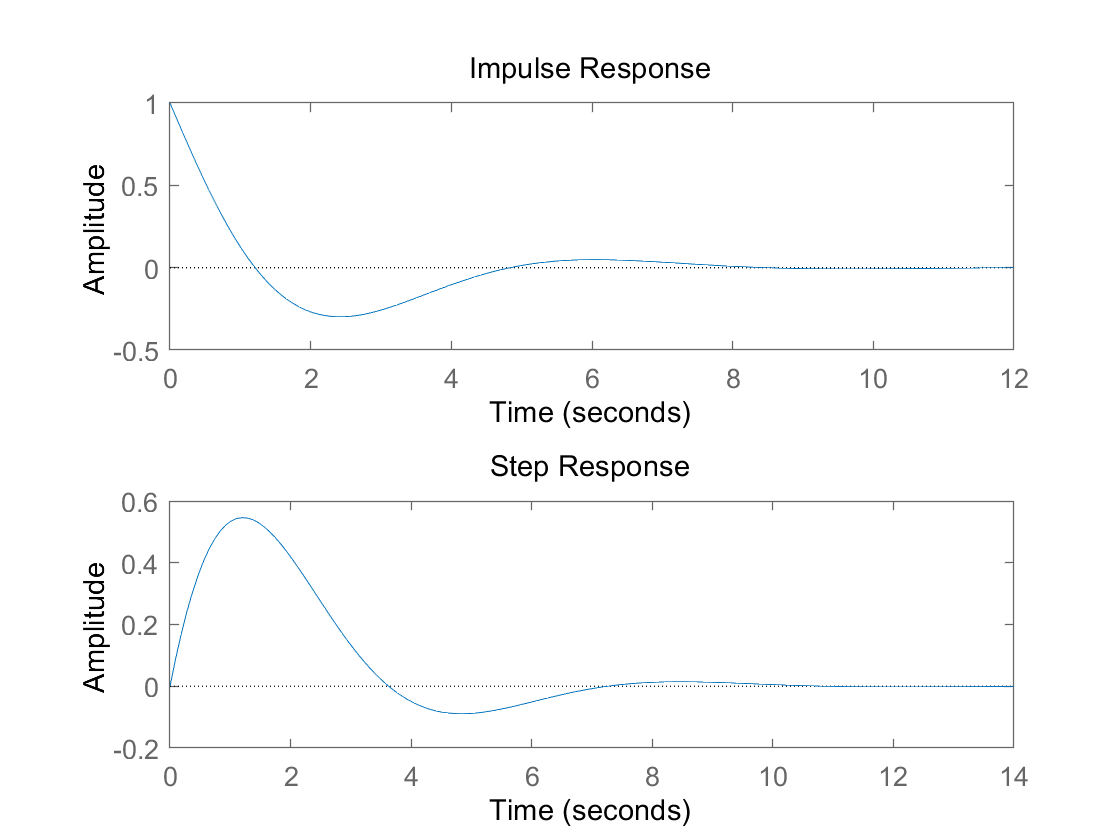 Impulse Response
1
0.5
0
-0.5
Amplitude
0 2 4 6 8 10 12
Time (seconds)
Step Response
0.6
0.4
0.2
0
-0.2
Amplitude
0 2 4 6 8 10 12 14
Time (seconds)